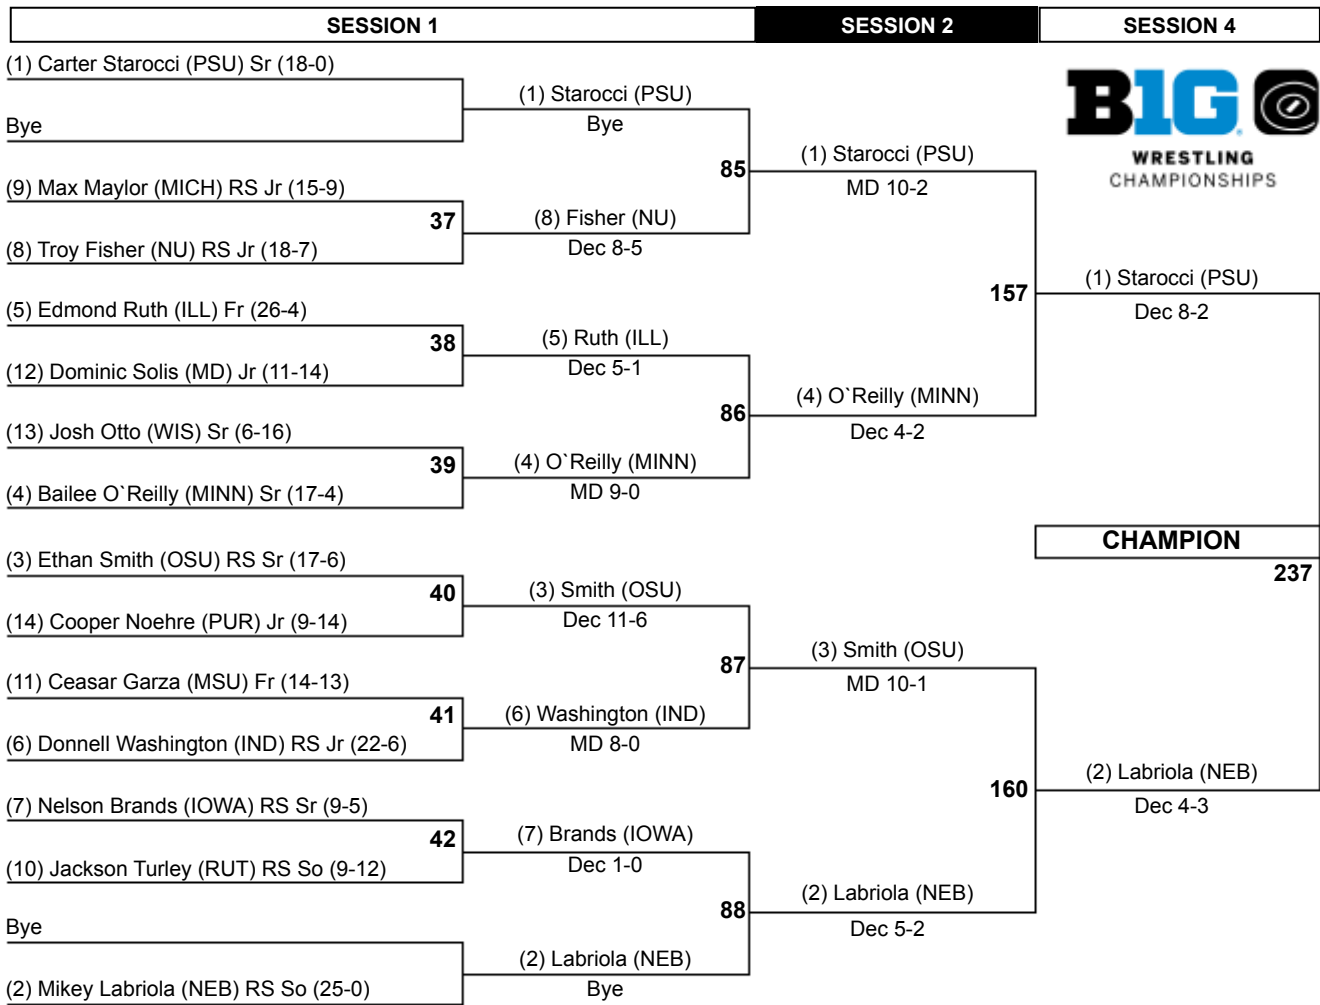 SESSION 1
SESSION 2
SESSION 4
(1) Carter Starocci (PSU) Sr (18-0)
Bye
(9) Max Maylor (MICH) RS Jr (15-9)
37
(8) Troy Fisher (NU) RS Jr (18-7)
(5) Edmond Ruth (ILL) Fr (26-4)
38
(12) Dominic Solis (MD) Jr (11-14)
(13) Josh Otto (WIS) Sr (6-16)
39
(4) Bailee O`Reilly (MINN) Sr (17-4)
(3) Ethan Smith (OSU) RS Sr (17-6)
40
(14) Cooper Noehre (PUR) Jr (9-14)
(11) Ceasar Garza (MSU) Fr (14-13)
41
(6) Donnell Washington (IND) RS Jr (22-6)
(7) Nelson Brands (IOWA) RS Sr (9-5)
42
(10) Jackson Turley (RUT) RS So (9-12)
Bye
(2) Mikey Labriola (NEB) RS So (25-0)
(1) Starocci (PSU)
Bye
85
(8) Fisher (NU)
Dec 8-5
(5) Ruth (ILL)
Dec 5-1
86
(4) O`Reilly (MINN)
MD 9-0
(3) Smith (OSU)
Dec 11-6
87
(6) Washington (IND)
MD 8-0
(7) Brands (IOWA)
Dec 1-0
88
(2) Labriola (NEB)
Bye
(1) Starocci (PSU)
MD 10-2
157
(4) O`Reilly (MINN)
Dec 4-2
(3) Smith (OSU)
MD 10-1
160
(2) Labriola (NEB)
Dec 5-2
B1G
WRESTLING
CHAMPIONSHIPS
(1) Starocci (PSU)
Dec 8-2
CHAMPION
237
(2) Labriola (NEB)
Dec 4-3